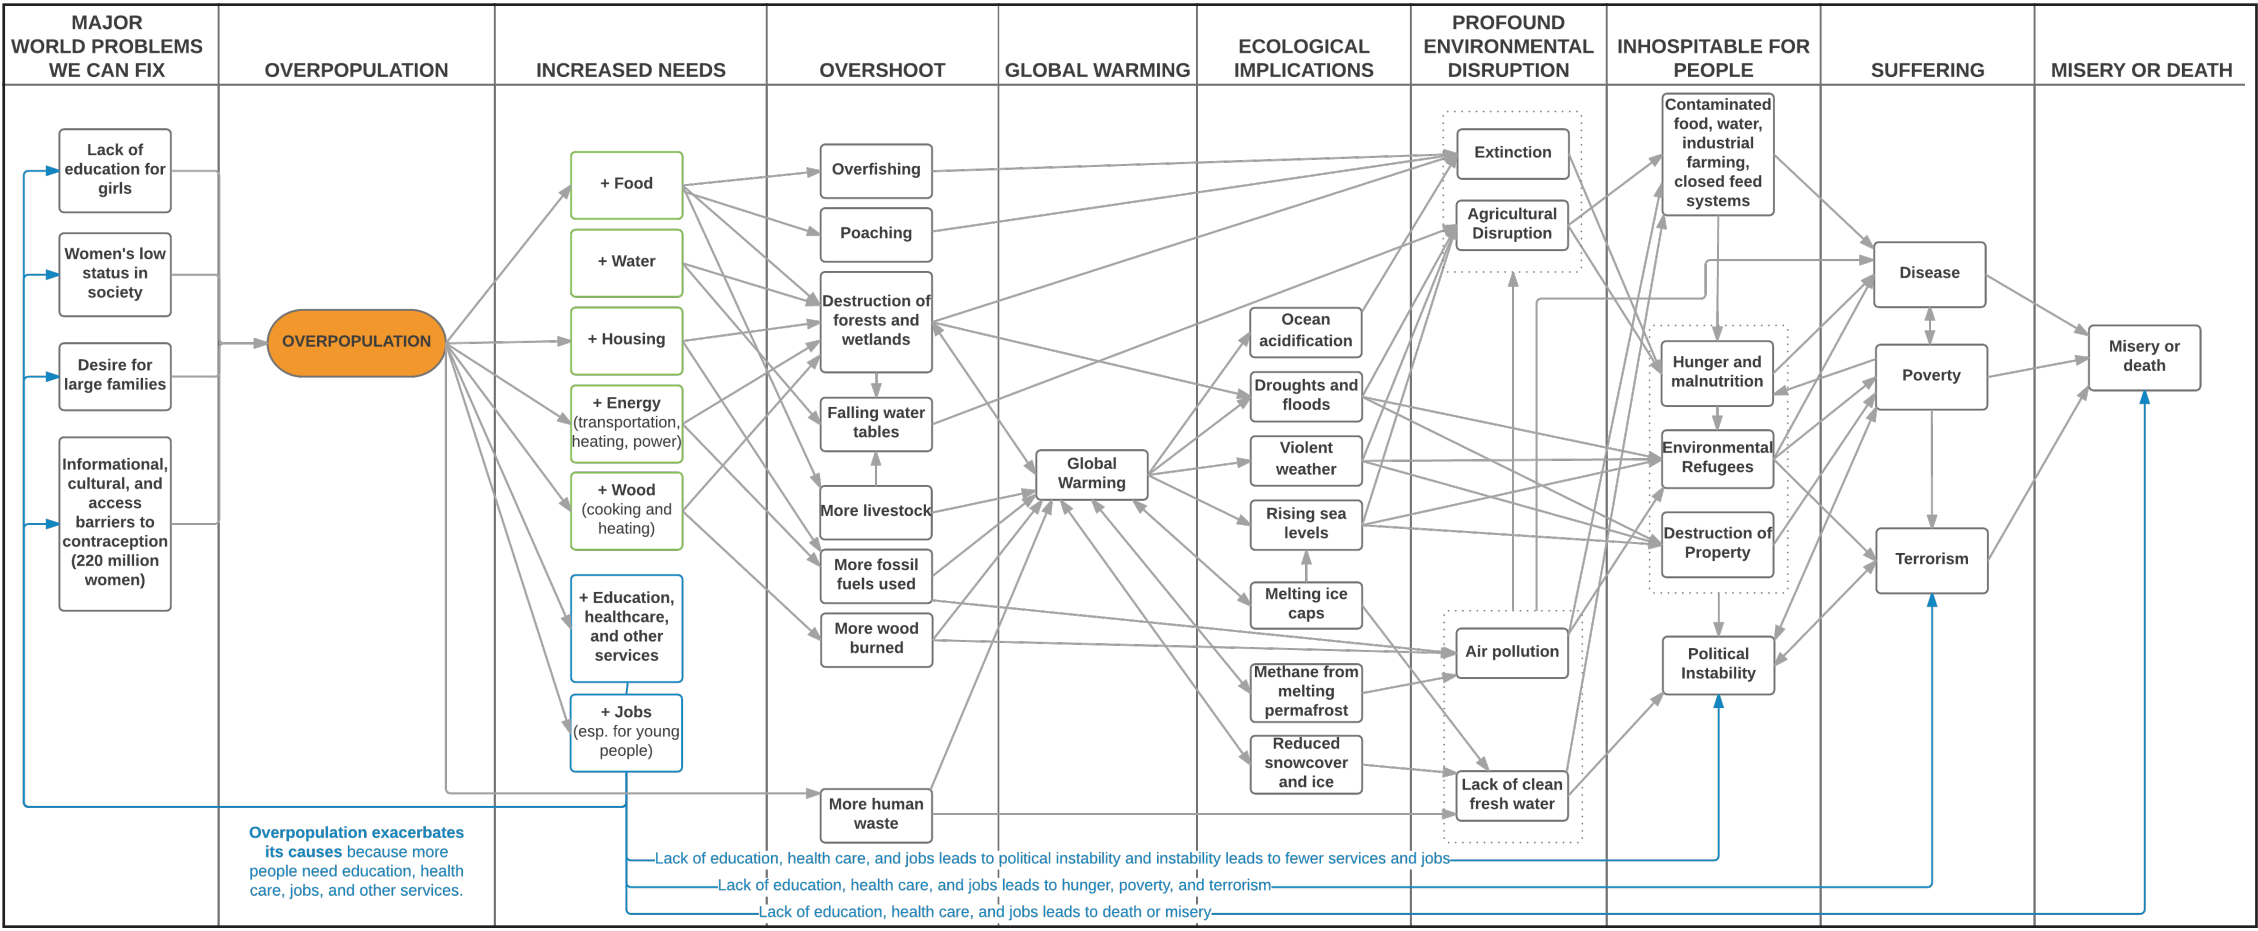 MAJOR
WORLD PROBLEMS
WE CAN FIX
OVERPOPULATION
INCREASED NEEDS
OVERSHOOT
GLOBAL WARMING
ECOLOGICAL
IMPLICATIONS
PROFOUND
ENVIRONMENTAL
DISRUPTION
INHOSPITABLE FOR
PEOPLE
SUFFERING
MISERY OR DEATH
Lack of
education for
girls
Women's low
status in
society
Desire for
large families
Informational,
cultural, and
access
barriers to
contraception
(220 million
women)
OVERPOPULATION
+ Food
+ Water
+ Housing
+ Energy
(transportation,
heating, power)
+ Wood
(cooking and
heating)
+ Education,
healthcare,
and other
services
+ Jobs
(esp. for young
people)
Overfishing
Poaching
Destruction of
forests and
wetlands
Falling water
tables
More livestock
More fossil
fuels used
More wood
burned
More human
waste
Global
Warming
Ocean
acidification
Droughts and
floods
Violent
weather
Rising sea
levels
Melting ice
caps
Methane from
melting
permafrost
Reduced
snowcover
and ice
Extinction
Agricultural
Disruption
Air pollution
Lack of clean
fresh water
Contaminated
food, water,
industrial
farming,
closed feed
systems
Hunger and
malnutrition
Environmental
Refugees
Destruction of
Property
Political
Instability
Disease
Poverty
Terrorism
Misery or
death
Overpopulation exacerbates
its causes because more
people need education, health
care, jobs, and other services.
Lack of education, health care, and jobs leads to political instability and instability leads to fewer services and jobs
Lack of education, health care, and jobs leads to hunger, poverty, and terrorism
Lack of education, health care, and jobs leads to death or misery